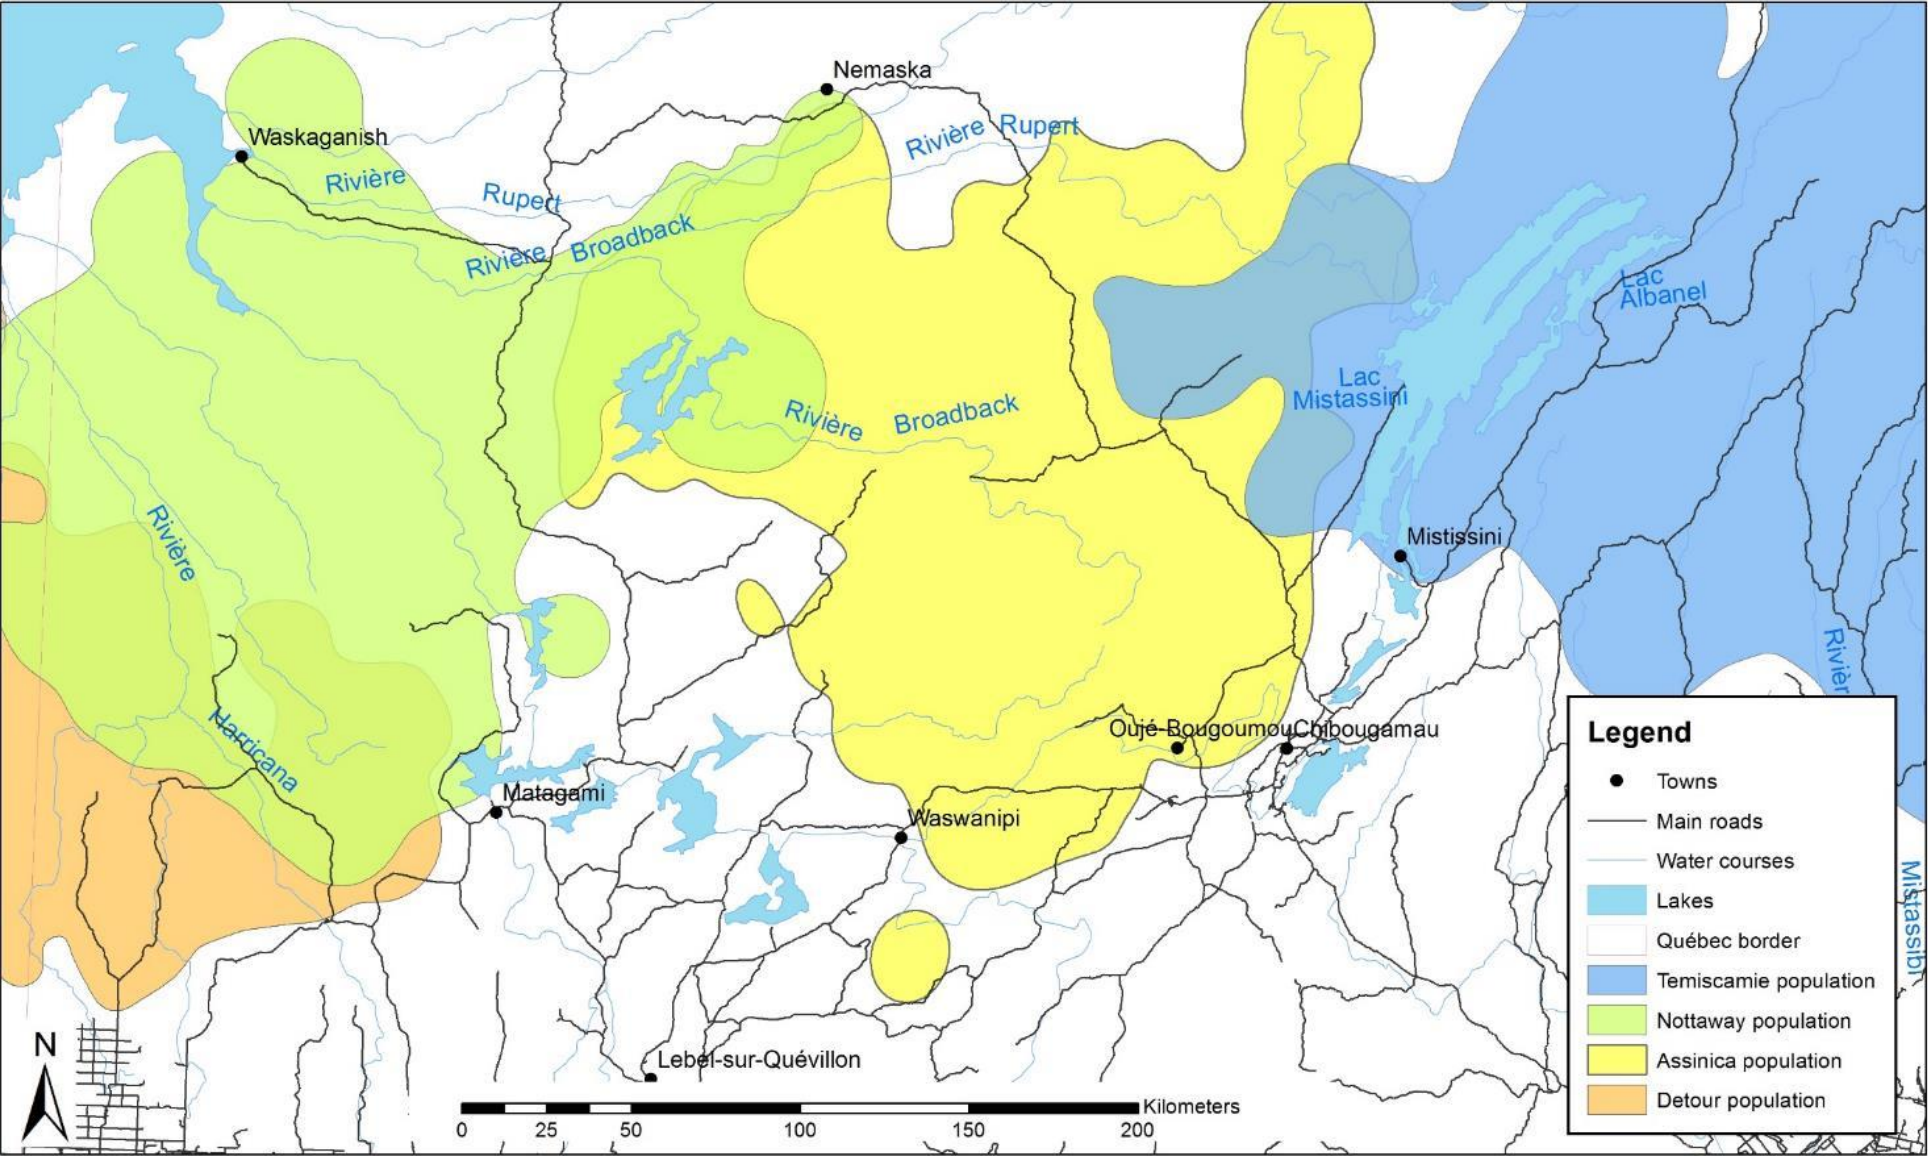 Nemaska
Waskaganish
Rivière Rupert
Rivière Rupert
Rivière Broadback
Lac
Albanel
Lac
Mistassini
Rivière Broadback
Rivière
Harricana
Mistissini
Rivièr
Mistassibi
Oujé-Bougoumou
Chibougamau
Matagami
Waswanipi
Lebel-sur-Quévillon
N
Kilometers
0 25 50 100 150 200
Legend
Towns
Main roads
Water courses
Lakes
Québec border
Temiscamie population
Nottaway population
Assinica population
Detour population